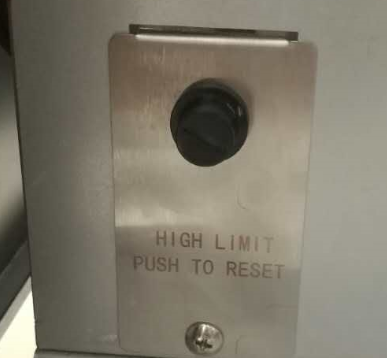 HIGH LIMIT
PUSH TO RESET